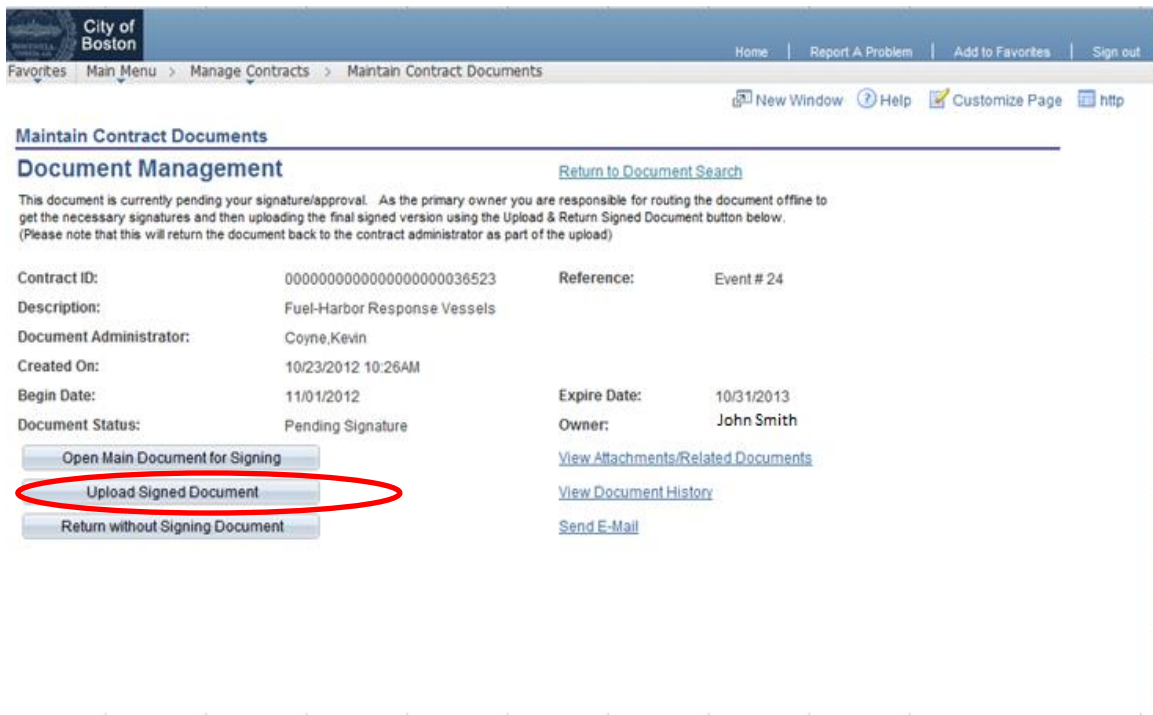 City of
Boston
Home | Report A Problem | Add to Favorites | Sign out
Favorites Main Menu > Manage Contracts > Maintain Contract Documents
New Window Help Customize Page http
Maintain Contract Documents
Document Management Return to Document Search
This document is currently pending your signature/approval. As the primary owner you are responsible for routing the document offline to
get the necessary signatures and then uploading the final signed version using the Upload & Return Signed Document button below.
(Please note that this will return the document back to the contract administrator as part of the upload)
Contract ID: 0000000000000000000036523 Reference: Event # 24
Description: Fuel-Harbor Response Vessels
Document Administrator: Coyne,Kevin
Created On: 10/23/2012 10:26AM
Begin Date: 11/01/2012 Expire Date: 10/31/2013
Document Status: Pending Signature Owner: John Smith
Open Main Document for Signing View Attachments/Related Documents
Upload Signed Document View Document History
Return without Signing Document Send E-Mail